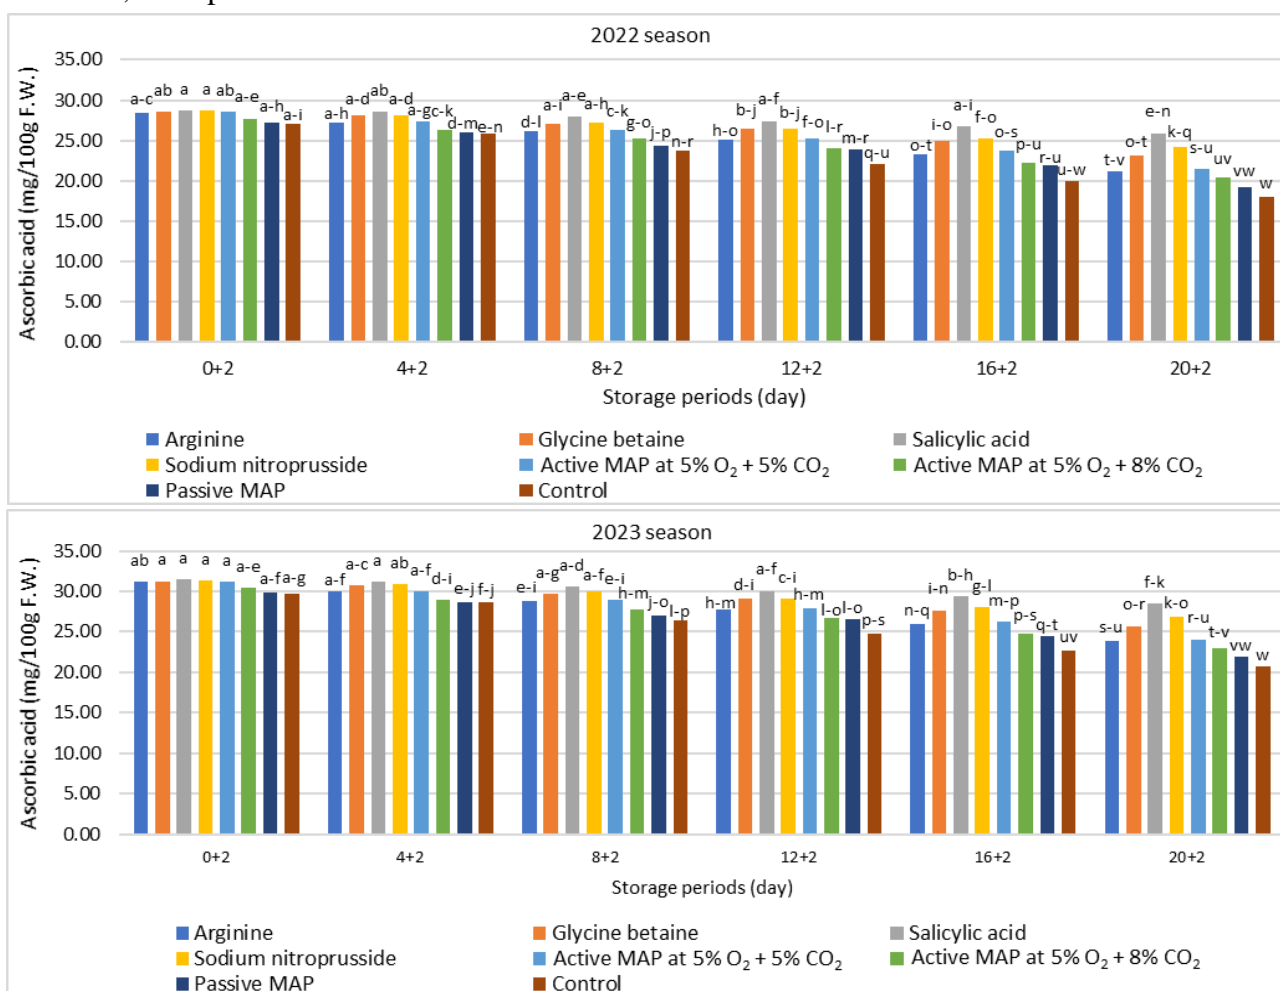 2022 season
35.00
30.00
25.00
20.00
15.00
10.00
5.00
0.00
Ascorbic acid (mg/100g F.W.)
a-c ab a a ab a-e a-h a-i
a-h a-d ab a-d a-g c-k d-m e-n
d-l a-i a-e a-h c-k g-o j-p n-r
h-o b-j a-f b-j f-o l-r m-r q-u
o-t i-o a-i f-o o-s p-u r-u u-w
t-v o-t e-n k-q s-u uv vw w
0+2 4+2 8+2 12+2 16+2 20+2
Storage periods (day)
Arginine Glycine betaine Salicylic acid
Sodium nitroprusside Active MAP at 5% O₂ + 5% CO₂ Active MAP at 5% O₂ + 8% CO₂
Passive MAP Control
2023 season
35.00
30.00
25.00
20.00
15.00
10.00
5.00
0.00
Ascorbic acid (mg/100g F.W.)
ab a a a a a-e a-f a-g
a-f a-c a ab a-f d-i e-j f-j
e-i a-g a-d a-f e-i h-m j-o l-p
h-m d-i a-f c-i h-m l-o l-o p-s
n-q i-n b-h g-l m-p p-s q-t uv
s-u o-r f-k k-o r-u t-v vw w
0+2 4+2 8+2 12+2 16+2 20+2
Storage periods (day)
Arginine Glycine betaine Salicylic acid
Sodium nitroprusside Active MAP at 5% O₂ + 5% CO₂ Active MAP at 5% O₂ + 8% CO₂
Passive MAP Control